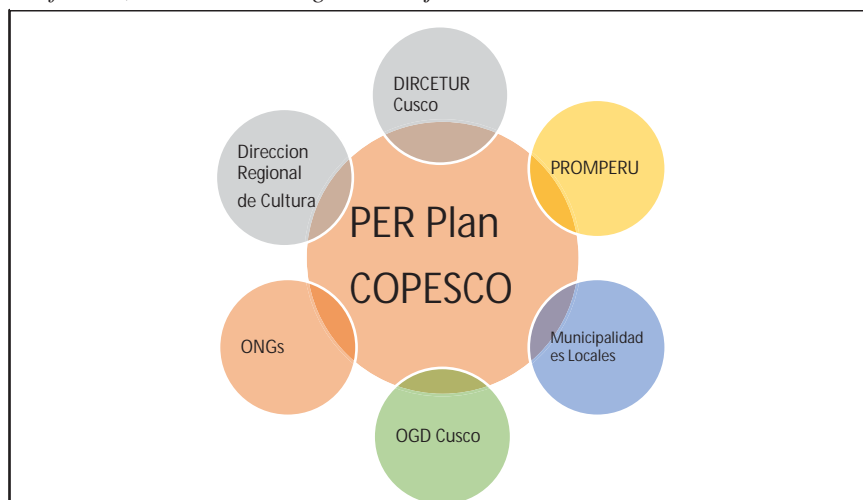 DIRCETUR
Cusco
PROMPERU
Municipalidad
es Locales
OGD Cusco
ONGs
Direccion
Regional
de Cultura
PER Plan
COPESCO